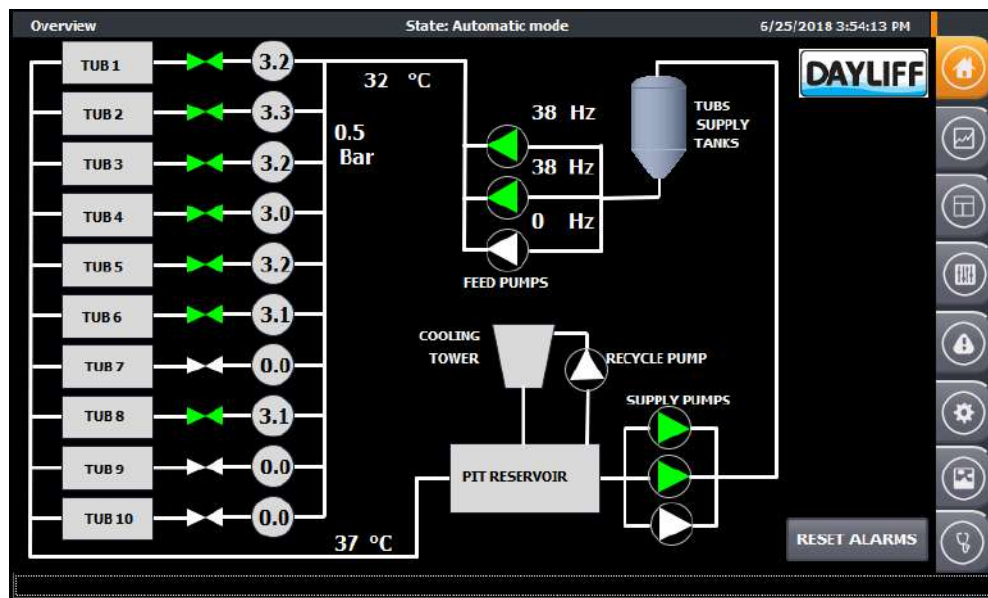 Overview
State: Automatic mode
6/25/2018 3:54:13 PM
DAYLIFF
TUB 1
3.2
TUB 2
3.3
TUB 3
3.2
TUB 4
3.0
TUB 5
3.2
TUB 6
3.1
TUB 7
0.0
TUB 8
3.1
TUB 9
0.0
TUB 10
0.0
32 °C
0.5
Bar
38 Hz
38 Hz
0 Hz
FEED PUMPS
TUBS
SUPPLY
TANKS
COOLING
TOWER
RECYCLE PUMP
SUPPLY PUMPS
PIT RESERVOIR
37 °C
RESET ALARMS